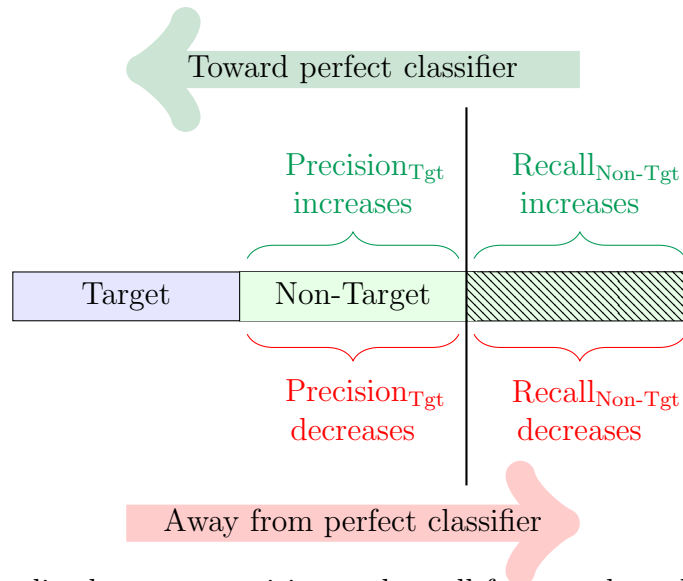 Toward perfect classifier
Precision_Tgt increases
Recall_Non-Tgt increases
Target
Non-Target
Precision_Tgt decreases
Recall_Non-Tgt decreases
Away from perfect classifier